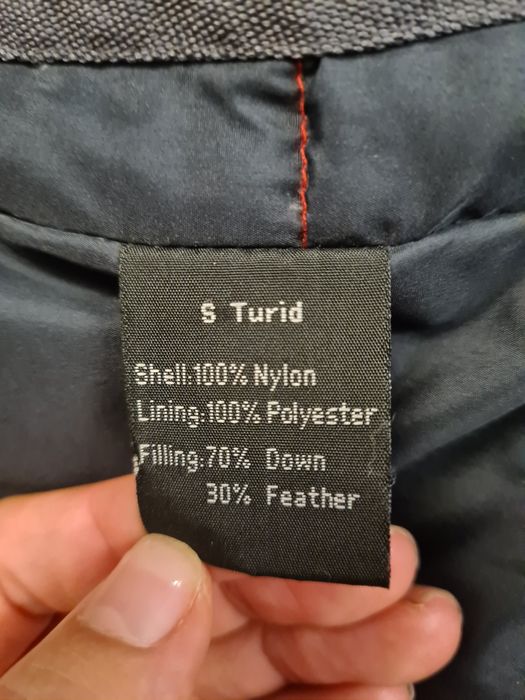 S Turid
Shell:100% Nylon
Lining:100% Polyester
Filling:70% Down
30% Feather